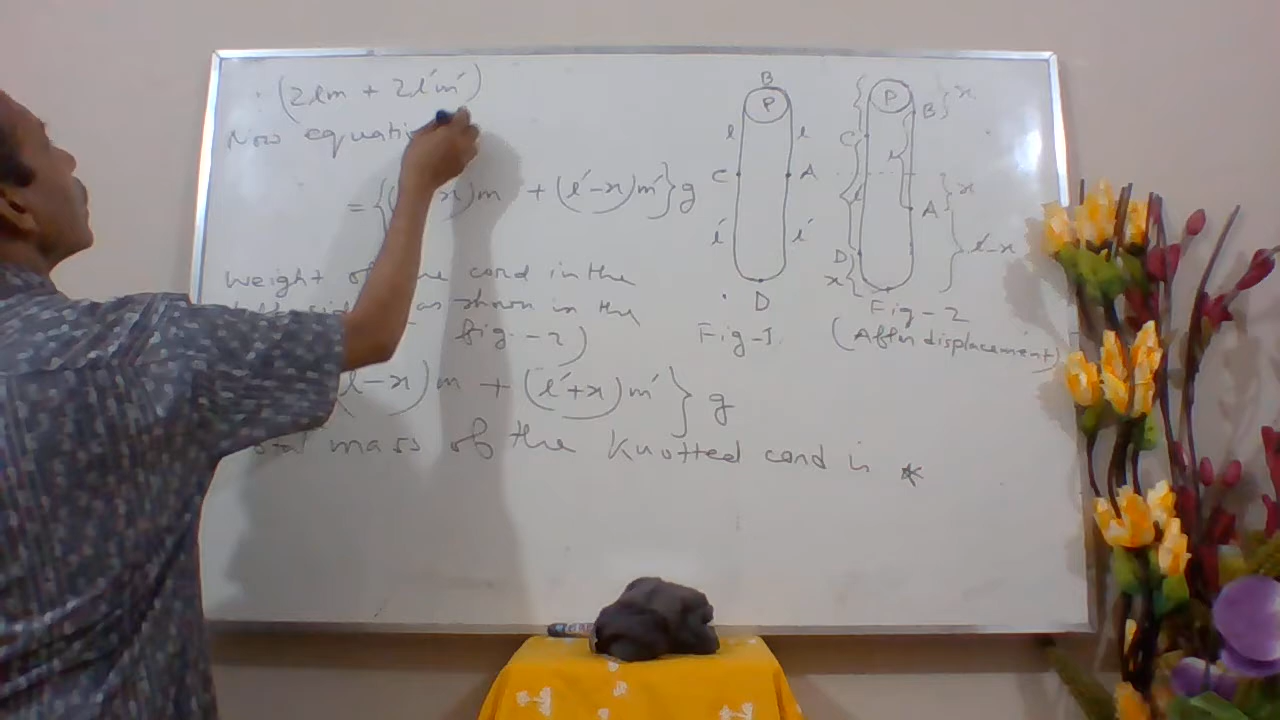 (2lm + 2l'm')
Now equati
= {( x)m + (l'-x)m'}g
Weight of the cord in the
as shown in the
fig. - 2)
(l-x)m + (l'+x)m' } g
mass of the knotted cord is *
B
P
l l
C A
l' l'
D
Fig-1.
P
B } x
C
l
l
} x
A
l'-x
D
x
Fig-2
(After displacement)